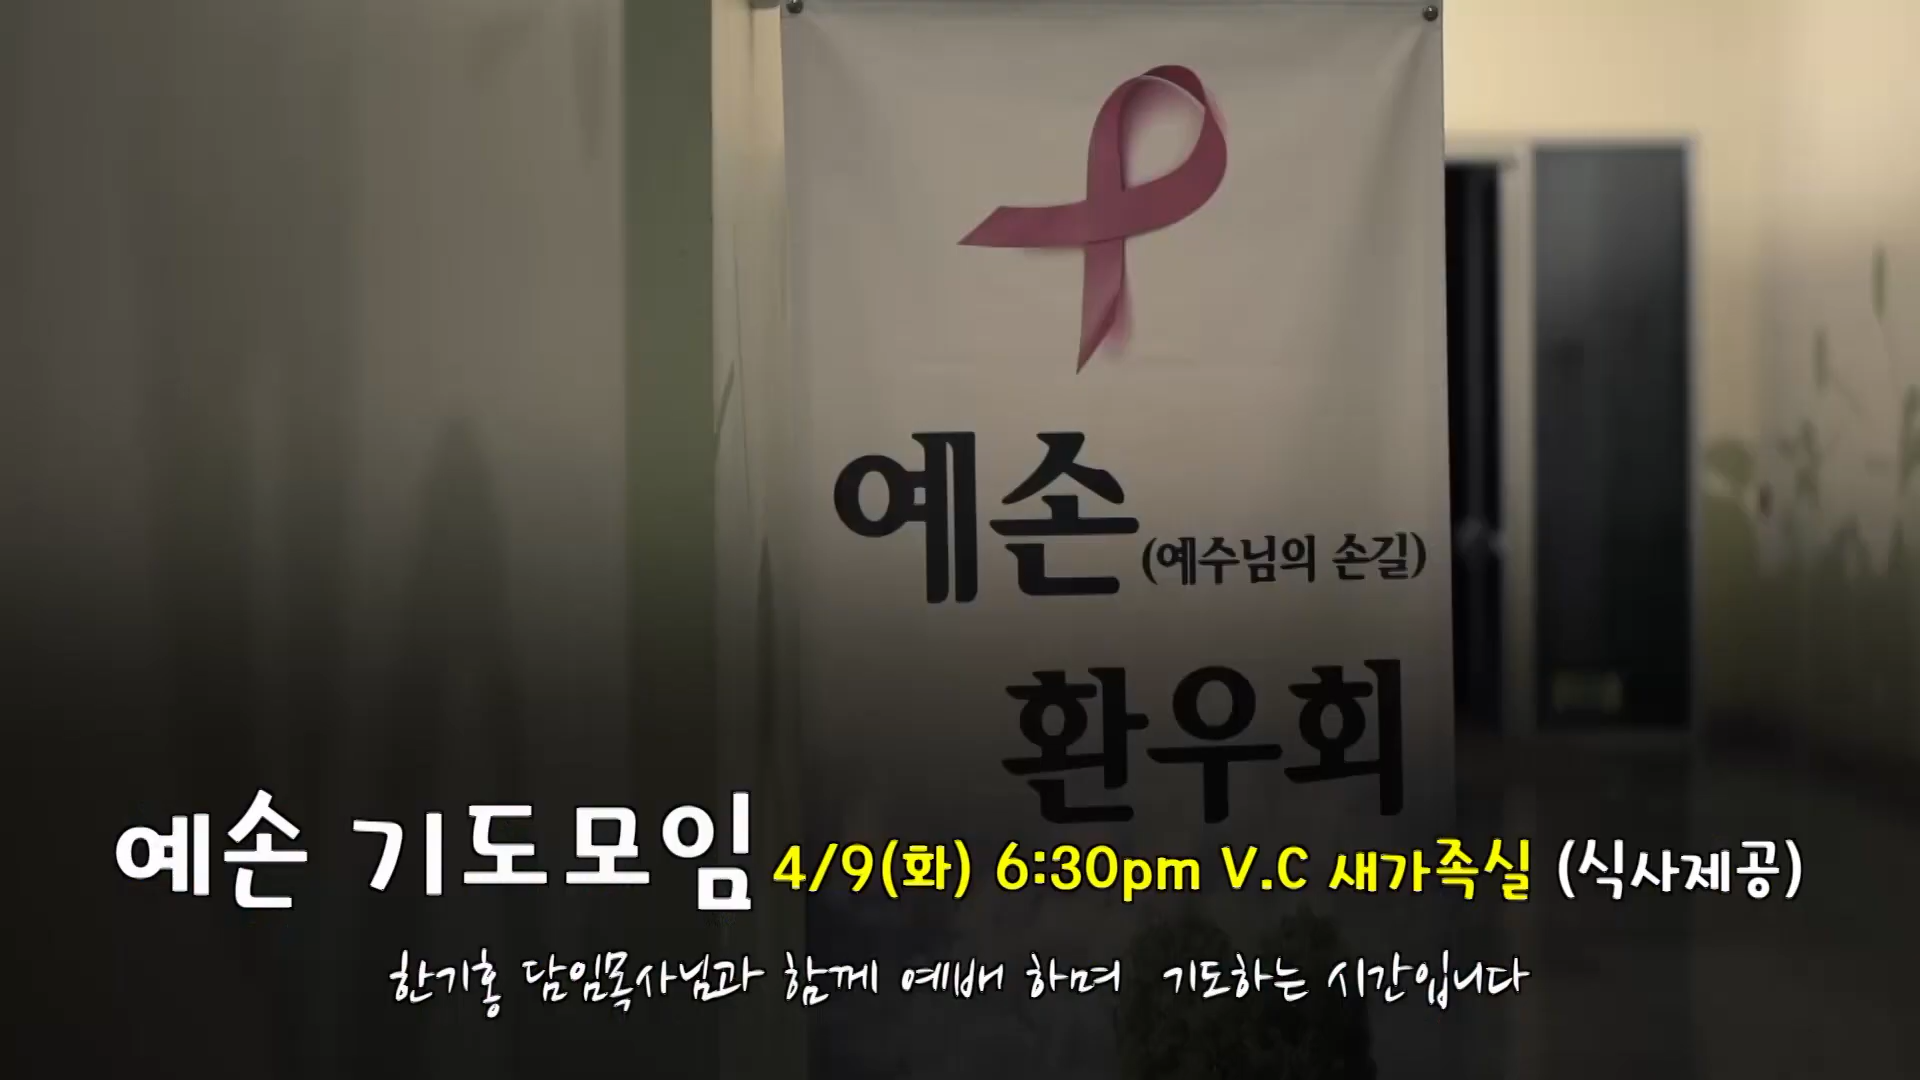 예손 (예수님의 손길)
환우회
예손 기도모임 4/9(화) 6:30pm V.C 새가족실 (식사제공)
한기홍 담임목사님과 함께 예배 하며 기도하는 시간입니다